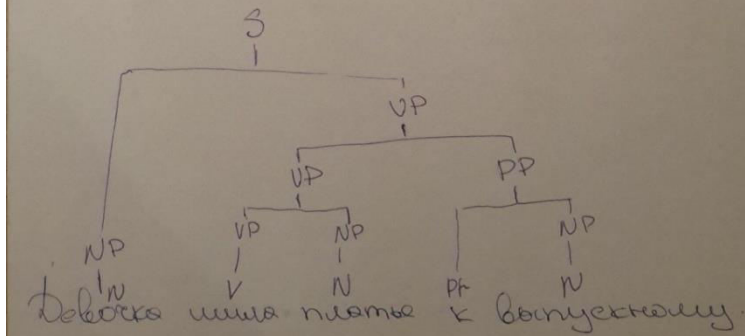 S
VP
VP PP
VP NP NP
NP
N V N Pr N
Девочка шила платье к выпускному.